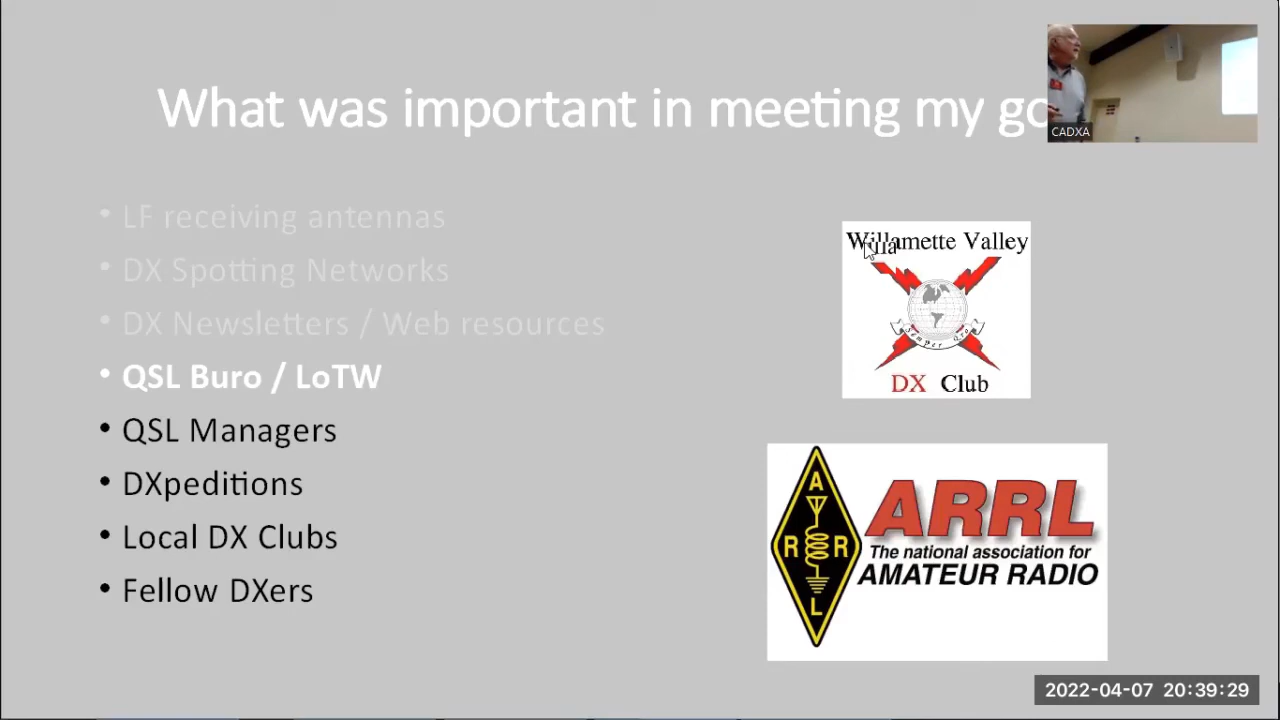 What was important in meeting my go
CADXA
• LF receiving antennas
• DX Spotting Networks
• DX Newsletters / Web resources
• QSL Buro / LoTW
• QSL Managers
• DXpeditions
• Local DX Clubs
• Fellow DXers
Willamette Valley
Semper Qro
DX Club
A
R R
L
ARRL
The national association for
AMATEUR RADIO
2022-04-07 20:39:29